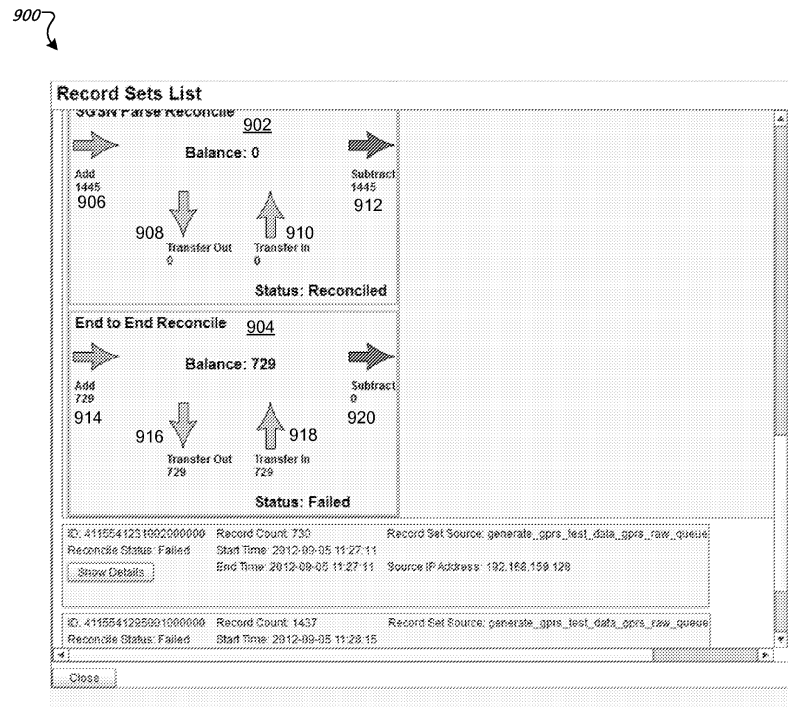 900
Record Sets List
SGSN Parse Reconcile
902
Balance: 0
Add
1445
906
Subtract
1445
912
908
Transfer Out
0
910
Transfer In
0
Status: Reconciled
End to End Reconcile 904
Balance: 729
Add
729
914
Subtract
0
920
916
Transfer Out
729
918
Transfer In
729
Status: Failed
ID: 4115541231002000000 Record Count: 730 Record Set Source: generate_gprs_test_data_gprs_raw_queue
Reconcile Status: Failed Start Time: 2012-09-05 11:27:11
Show Details End Time: 2012-09-05 11:27:11 Source IP Address: 192.168.159.128
ID: 4115541295001000000 Record Count: 1437 Record Set Source: generate_gprs_test_data_gprs_raw_queue
Reconcile Status: Failed Start Time: 2012-09-05 11:28:15
Close